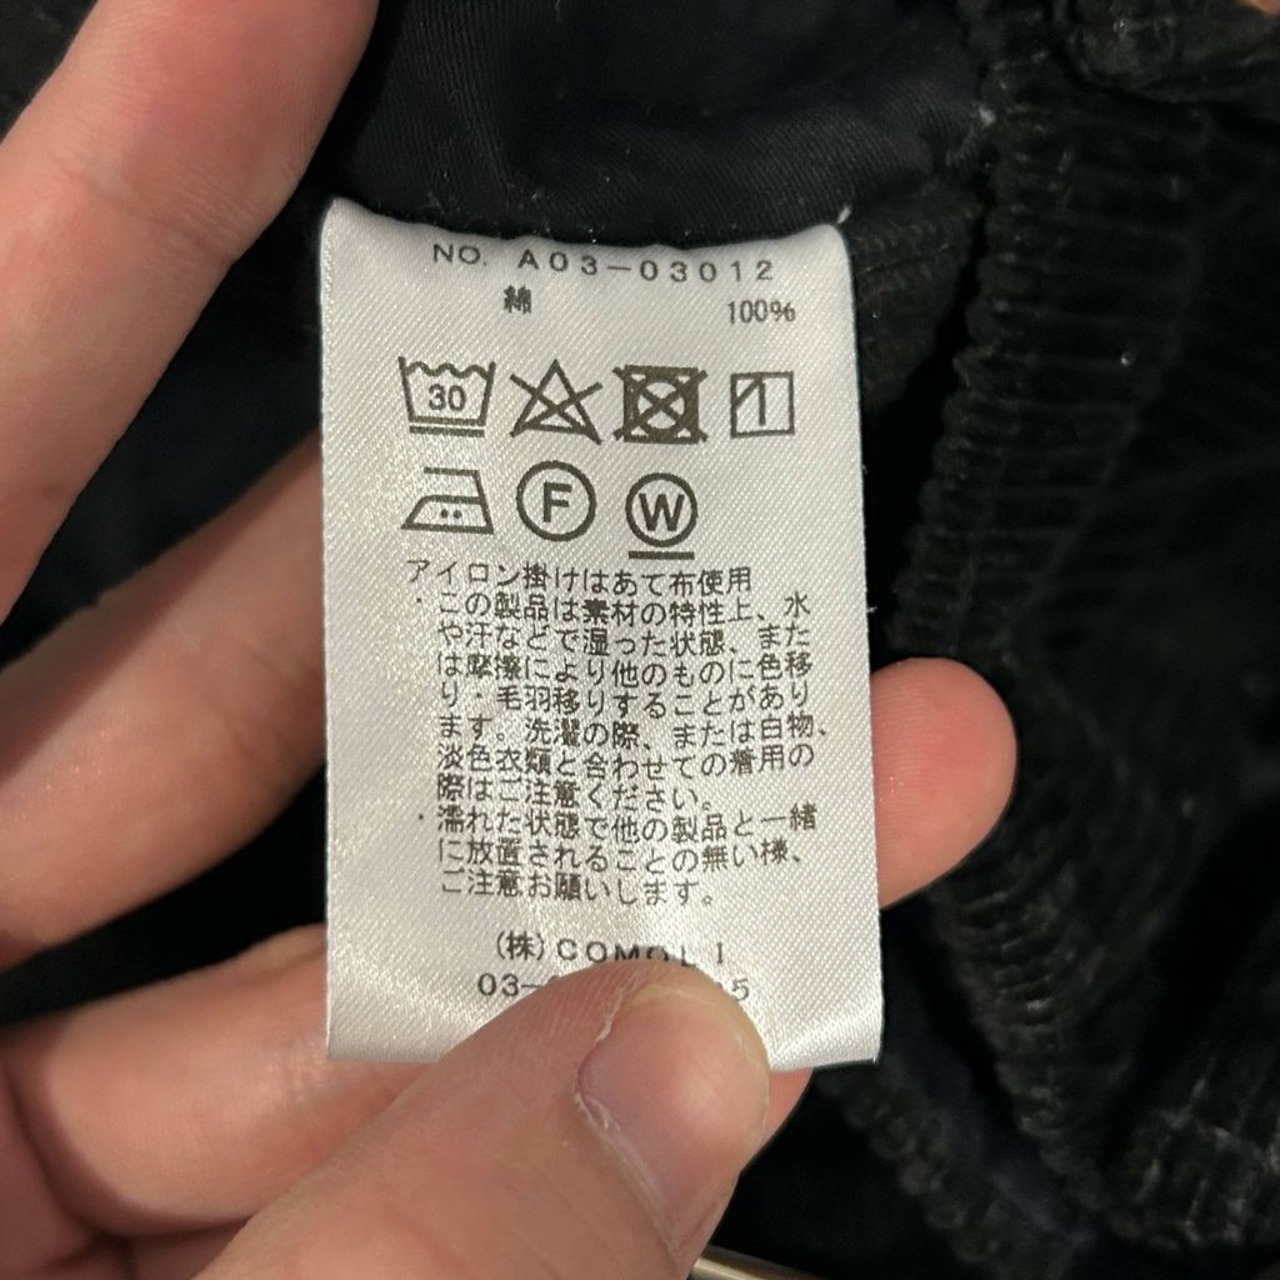 NO. A03-03012
綿 100%
30
F W
アイロン掛けはあて布使用
・この製品は素材の特性上、水
や汗などで湿った状態、また
は摩擦により他のものに色移
り・毛羽移りすることがあり
ます。洗濯の際、または白物、
淡色衣類と合わせての着用の
際はご注意ください。
・濡れた状態で他の製品と一緒
に放置されることの無い様、
ご注意お願いします。
(株)COMOLI
03-